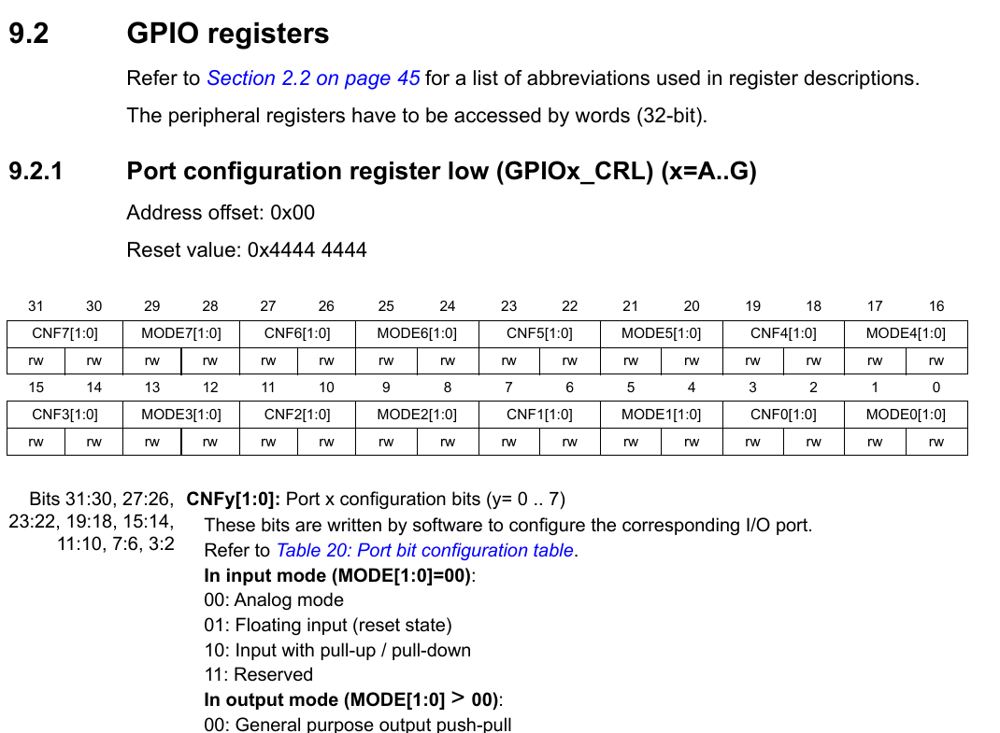 9.2 GPIO registers
Refer to Section 2.2 on page 45 for a list of abbreviations used in register descriptions.
The peripheral registers have to be accessed by words (32-bit).
9.2.1 Port configuration register low (GPIOx_CRL) (x=A..G)
Address offset: 0x00
Reset value: 0x4444 4444
31 30 29 28 27 26 25 24 23 22 21 20 19 18 17 16
CNF7[1:0] MODE7[1:0] CNF6[1:0] MODE6[1:0] CNF5[1:0] MODE5[1:0] CNF4[1:0] MODE4[1:0]
rw rw rw rw rw rw rw rw rw rw rw rw rw rw rw rw
15 14 13 12 11 10 9 8 7 6 5 4 3 2 1 0
CNF3[1:0] MODE3[1:0] CNF2[1:0] MODE2[1:0] CNF1[1:0] MODE1[1:0] CNF0[1:0] MODE0[1:0]
rw rw rw rw rw rw rw rw rw rw rw rw rw rw rw rw
Bits 31:30, 27:26, CNFy[1:0]: Port x configuration bits (y= 0 .. 7)
23:22, 19:18, 15:14, These bits are written by software to configure the corresponding I/O port.
11:10, 7:6, 3:2 Refer to Table 20: Port bit configuration table.
In input mode (MODE[1:0]=00):
00: Analog mode
01: Floating input (reset state)
10: Input with pull-up / pull-down
11: Reserved
In output mode (MODE[1:0] > 00):
00: General purpose output push-pull